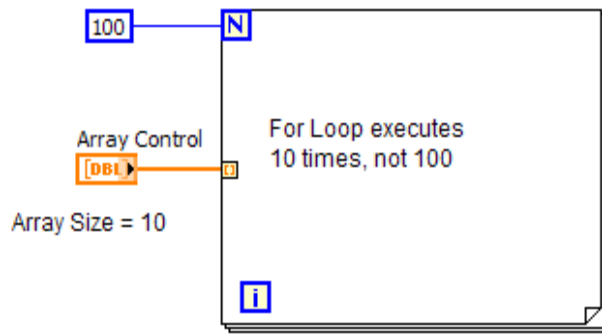 100
N
Array Control
[DBL]
For Loop executes
10 times, not 100
Array Size = 10
i